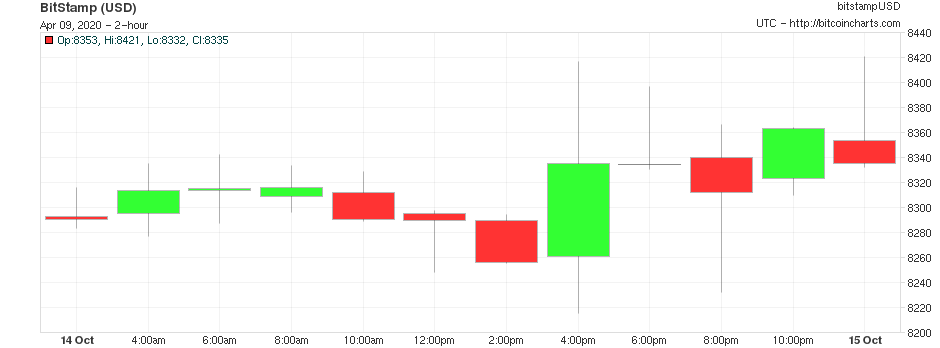 BitStamp (USD)
bitstampUSD
Apr 09, 2020 - 2-hour
UTC - http://bitcoincharts.com
Op:8353, Hi:8421, Lo:8332, Cl:8335
8440
8420
8400
8380
8360
8340
8320
8300
8280
8260
8240
8220
8200
14 Oct 4:00am 6:00am 8:00am 10:00am 12:00pm 2:00pm 4:00pm 6:00pm 8:00pm 10:00pm 15 Oct